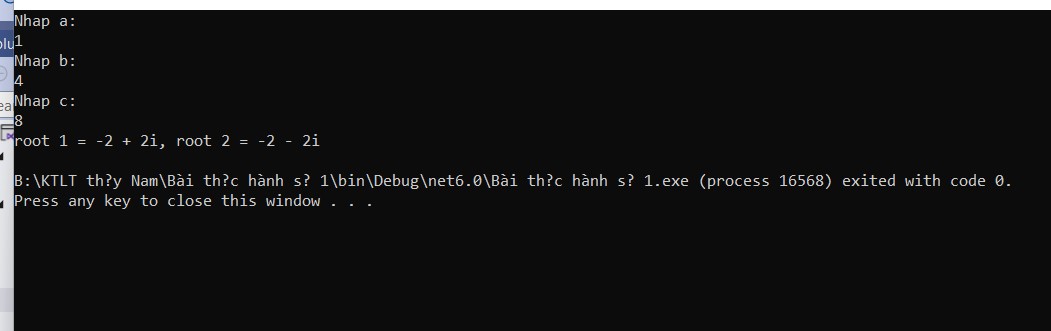 Nhap a:
1
Nhap b:
4
Nhap c:
8
root 1 = -2 + 2i, root 2 = -2 - 2i
B:\KTLT th?y Nam\Bài th?c hành s? 1\bin\Debug\net6.0\Bài th?c hành s? 1.exe (process 16568) exited with code 0.
Press any key to close this window . . .